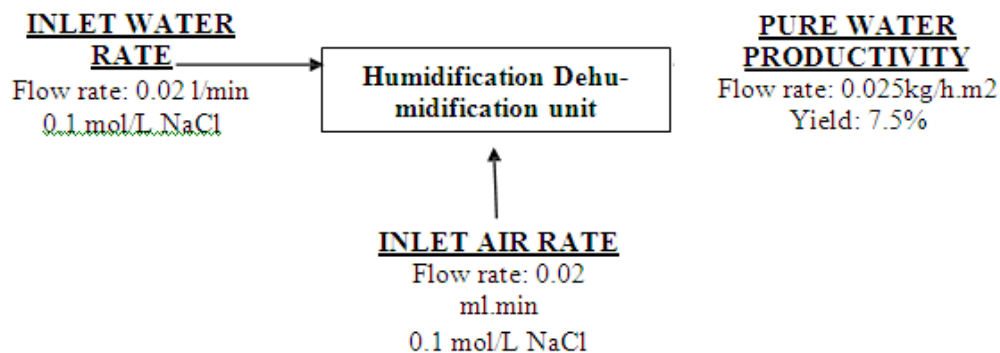 INLET WATER
RATE
Flow rate: 0.02 l/min
0.1 mol/L NaCl
Humidification Dehu-
midification unit
PURE WATER
PRODUCTIVITY
Flow rate: 0.025kg/h.m2
Yield: 7.5%
INLET AIR RATE
Flow rate: 0.02
ml.min
0.1 mol/L NaCl